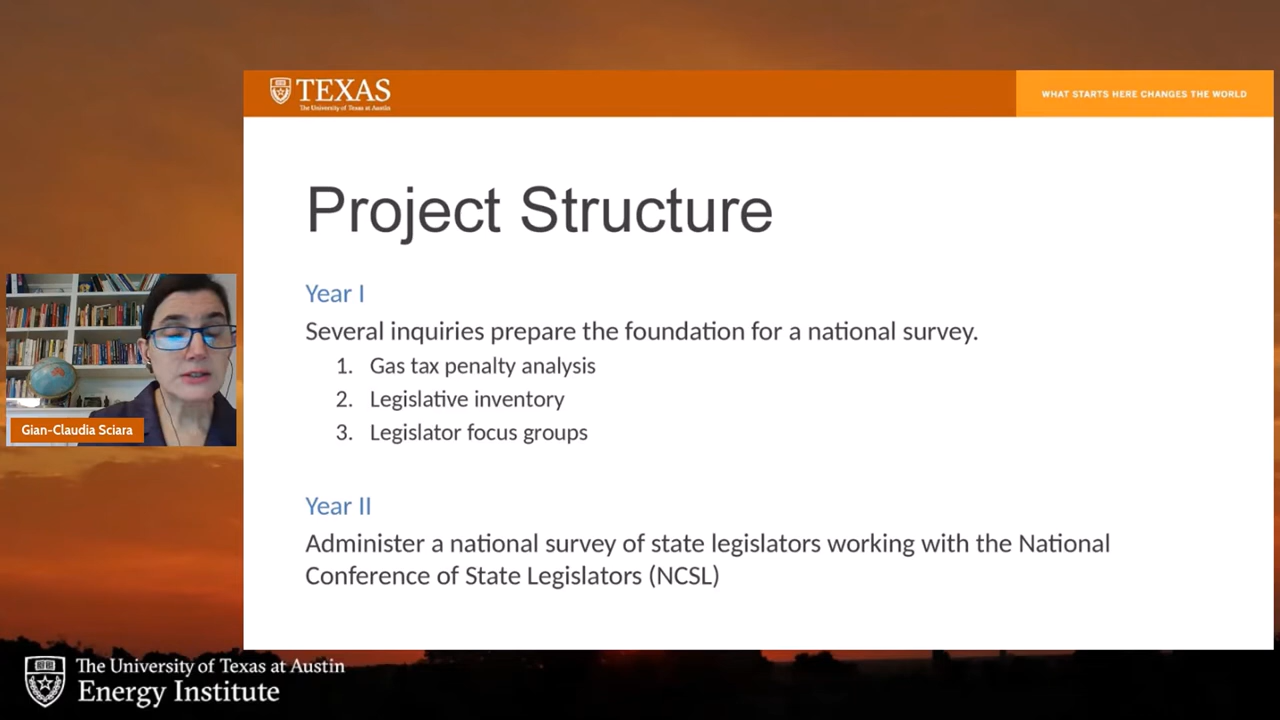 TEXAS
The University of Texas at Austin
WHAT STARTS HERE CHANGES THE WORLD
Project Structure
Year I
Several inquiries prepare the foundation for a national survey.
1. Gas tax penalty analysis
2. Legislative inventory
3. Legislator focus groups
Gian-Claudia Sciara
Year II
Administer a national survey of state legislators working with the National
Conference of State Legislators (NCSL)
The University of Texas at Austin
Energy Institute